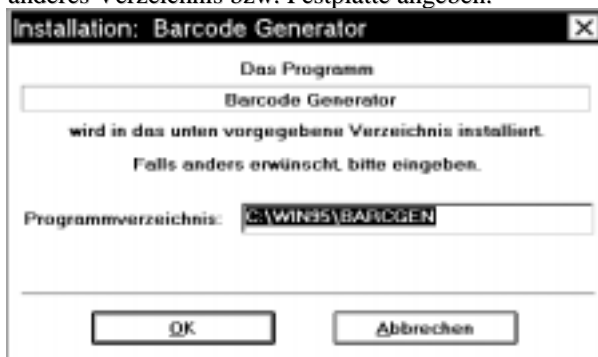 anderes Verzeichnis bzw. Festplatte angeben.
Installation: Barcode Generator
Das Programm
Barcode Generator
wird in das unten vorgegebene Verzeichnis installiert.
Falls anders erwünscht, bitte eingeben.
Programmverzeichnis: C:\WIN95\BARCGEN
OK Abbrechen